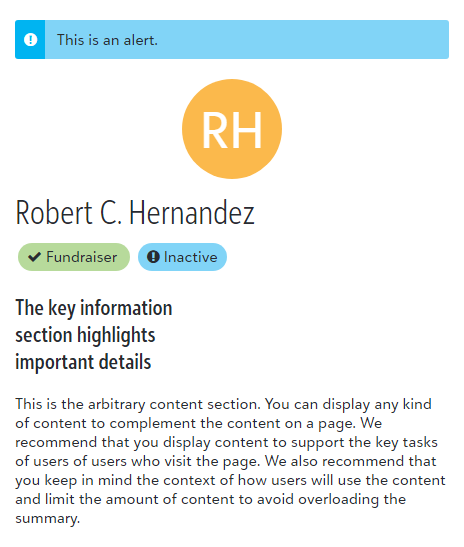 This is an alert.
RH
Robert C. Hernandez
Fundraiser Inactive
The key information
section highlights
important details
This is the arbitrary content section. You can display any kind
of content to complement the content on a page. We
recommend that you display content to support the key tasks
of users of users who visit the page. We also recommend that
you keep in mind the context of how users will use the content
and limit the amount of content to avoid overloading the
summary.